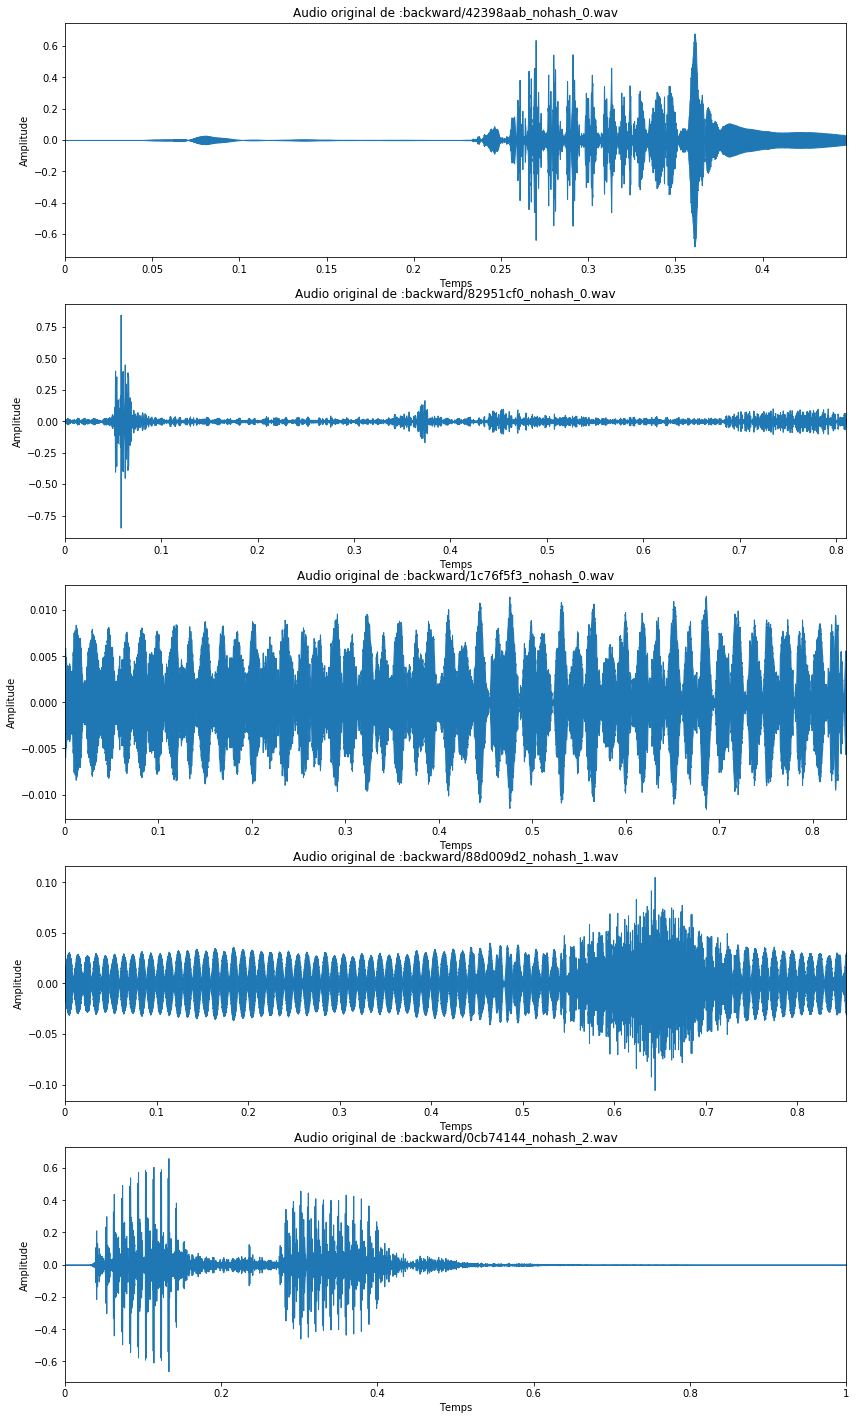 Audio original de :backward/42398aab_nohash_0.wav
0.6
0.4
0.2
0.0
−0.2
−0.4
−0.6
Amplitude
0 0.05 0.1 0.15 0.2 0.25 0.3 0.35 0.4
Temps
Audio original de :backward/82951cf0_nohash_0.wav
0.75
0.50
0.25
0.00
−0.25
−0.50
−0.75
Amplitude
0 0.1 0.2 0.3 0.4 0.5 0.6 0.7 0.8
Temps
Audio original de :backward/1c76f5f3_nohash_0.wav
0.010
0.005
0.000
−0.005
−0.010
Amplitude
0 0.1 0.2 0.3 0.4 0.5 0.6 0.7 0.8
Temps
Audio original de :backward/88d009d2_nohash_1.wav
0.10
0.05
0.00
−0.05
−0.10
Amplitude
0 0.1 0.2 0.3 0.4 0.5 0.6 0.7 0.8
Temps
Audio original de :backward/0cb74144_nohash_2.wav
0.6
0.4
0.2
0.0
−0.2
−0.4
−0.6
Amplitude
0 0.2 0.4 0.6 0.8 1
Temps